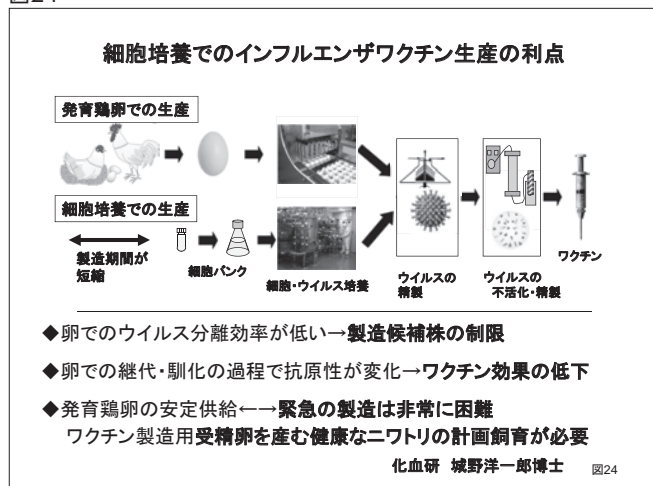 細胞培養でのインフルエンザワクチン生産の利点
発育鶏卵での生産
細胞培養での生産
製造期間が
短縮
細胞バンク
細胞・ウイルス培養
ウイルスの
精製
ウイルスの
不活化・精製
ワクチン
◆卵でのウイルス分離効率が低い→製造候補株の制限
◆卵での継代・馴化の過程で抗原性が変化→ワクチン効果の低下
◆発育鶏卵の安定供給←→緊急の製造は非常に困難
ワクチン製造用受精卵を産む健康なニワトリの計画飼育が必要
化血研 城野洋一郎博士
図24